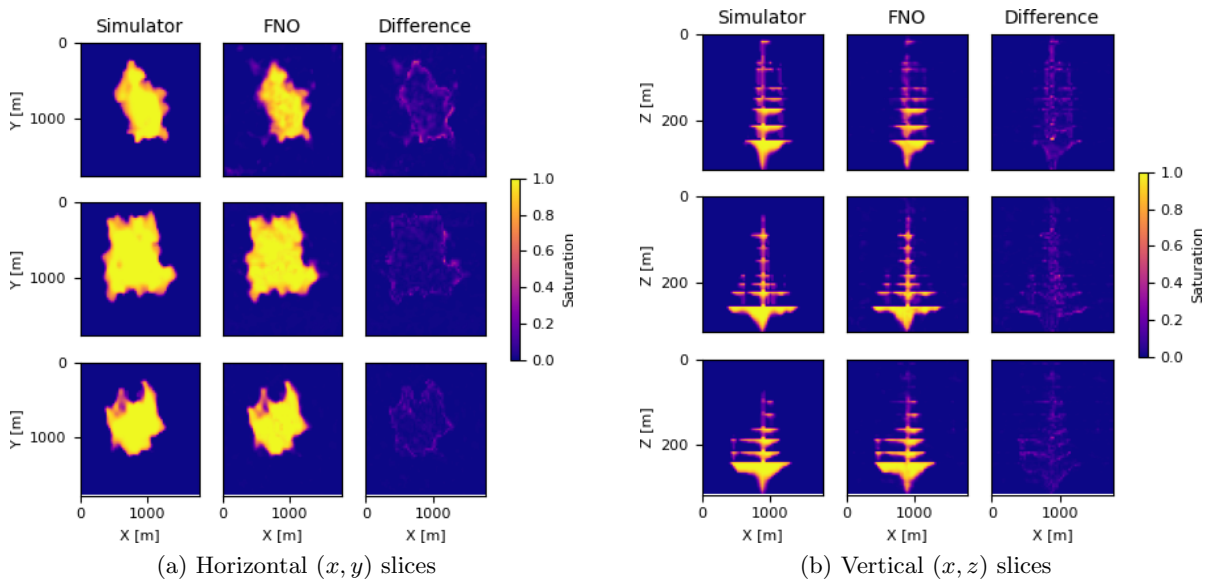 Simulator FNO Difference
0
Y [m]
1000
0
Y [m]
1000
0
Y [m]
1000
0 1000 0 1000 0 1000
X [m] X [m] X [m]
1.0
0.8
0.6
0.4
0.2
0.0
Saturation
(a) Horizontal (x, y) slices
Simulator FNO Difference
0
Z [m]
200
0
Z [m]
200
0
Z [m]
200
0 1000 0 1000 0 1000
X [m] X [m] X [m]
1.0
0.8
0.6
0.4
0.2
0.0
Saturation
(b) Vertical (x, z) slices